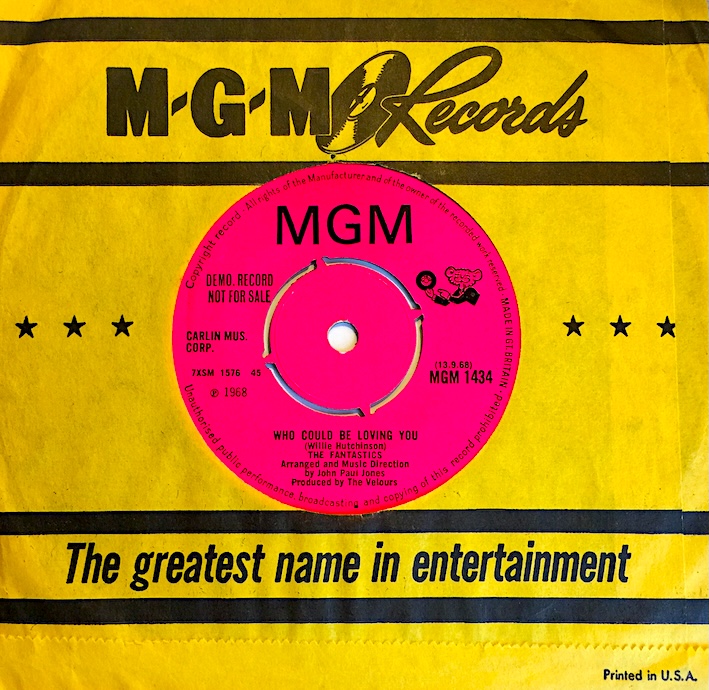 M-G-M Records
Copyright record. All rights of the Manufacturer and of the owner of the recorded work reserved. MADE IN GT. BRITAIN
MGM
DEMO. RECORD
NOT FOR SALE
CARLIN MUS.
CORP.
7XSM 1576 45
℗ 1968
(13.9.68)
MGM 1434
WHO COULD BE LOVING YOU
(Willie Hutchinson)
THE FANTASTICS
Arranged and Music Direction
by John Paul Jones
Produced by The Velours
Unauthorised public performance, broadcasting and copying of this record prohibited.
The greatest name in entertainment
Printed in U.S.A.